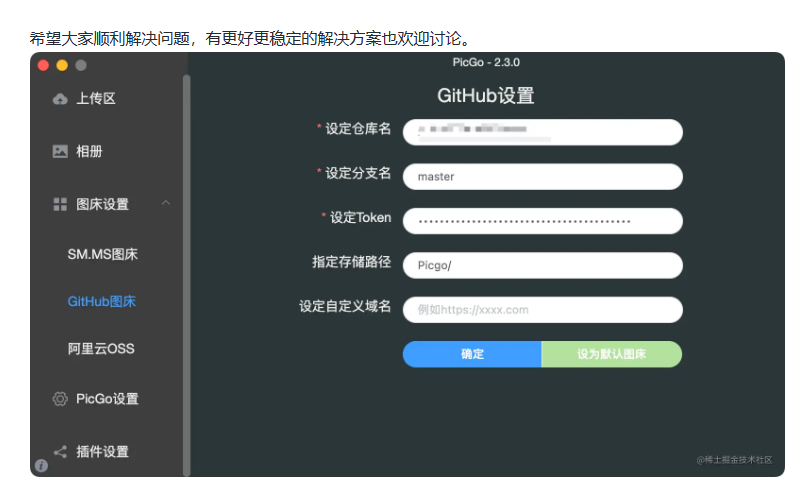 希望大家顺利解决问题，有更好更稳定的解决方案也欢迎讨论。
PicGo - 2.3.0
上传区
相册
图床设置
SM.MS图床
GitHub图床
阿里云OSS
PicGo设置
插件设置
GitHub设置
* 设定仓库名
* 设定分支名
master
* 设定Token
指定存储路径
Picgo/
设定自定义域名
例如https://xxxx.com
确定
设为默认图床
@稀土掘金技术社区